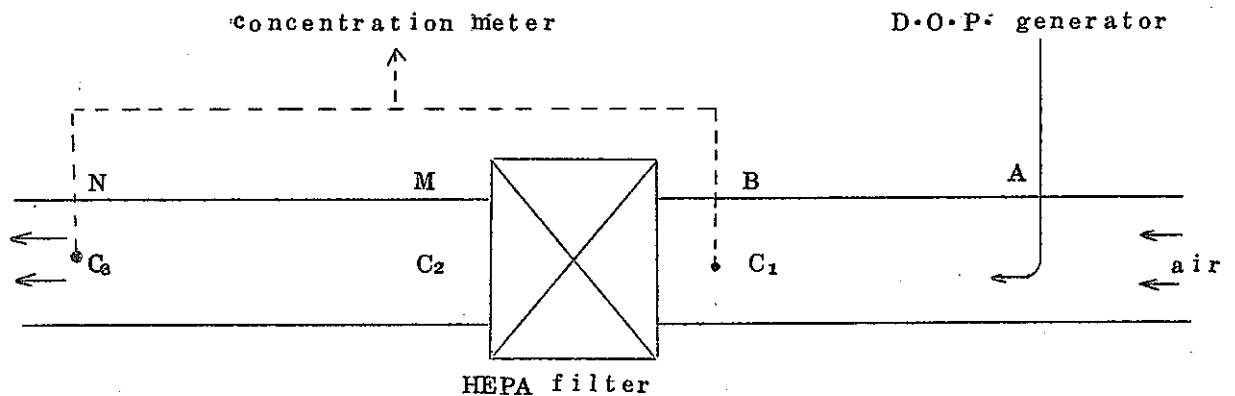 concentration meter
D.O.P. generator
N
M
B
A
C₃
C₂
C₁
air
HEPA filter